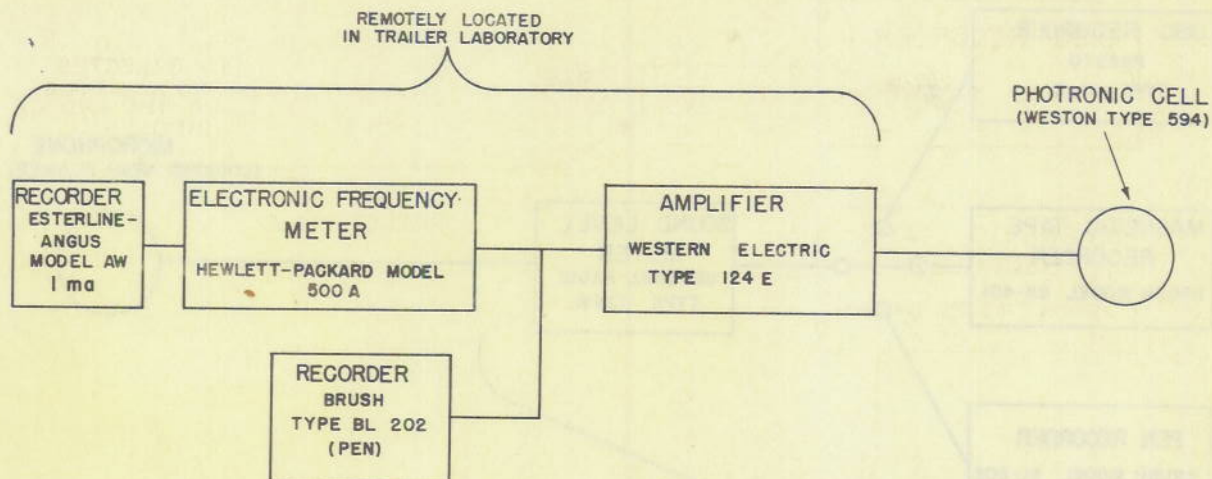 REMOTELY LOCATED
IN TRAILER LABORATORY
PHOTRONIC CELL
(WESTON TYPE 594)
RECORDER
ESTERLINE-
ANGUS
MODEL AW
1 ma
ELECTRONIC FREQUENCY
METER
HEWLETT-PACKARD MODEL
500 A
AMPLIFIER
WESTERN ELECTRIC
TYPE 124 E
RECORDER
BRUSH
TYPE BL 202
(PEN)